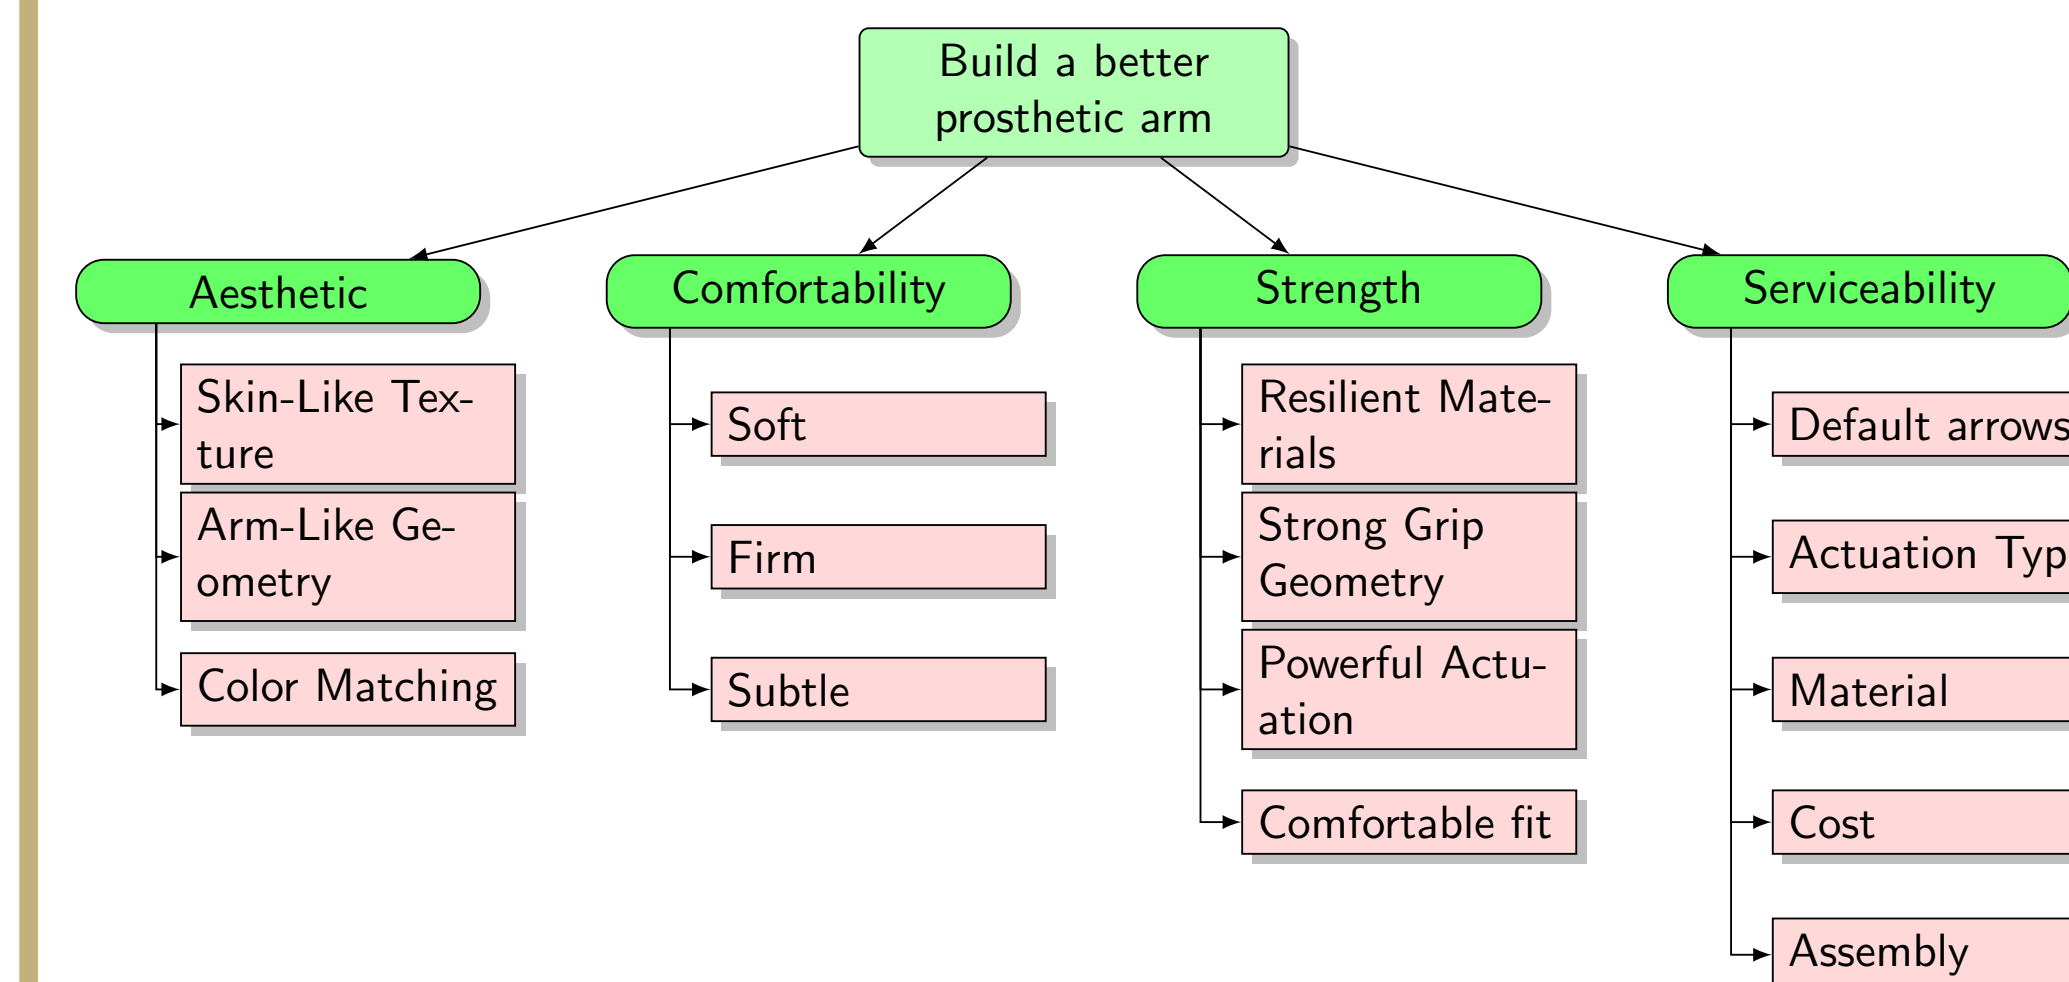 Build a better
prosthetic arm
Aesthetic
Comfortability
Strength
Serviceability
Skin-Like Tex-
ture
Arm-Like Ge-
ometry
Color Matching
Soft
Firm
Subtle
Resilient Mate-
rials
Strong Grip
Geometry
Powerful Actu-
ation
Comfortable fit
Default arrows
Actuation Typ
Material
Cost
Assembly